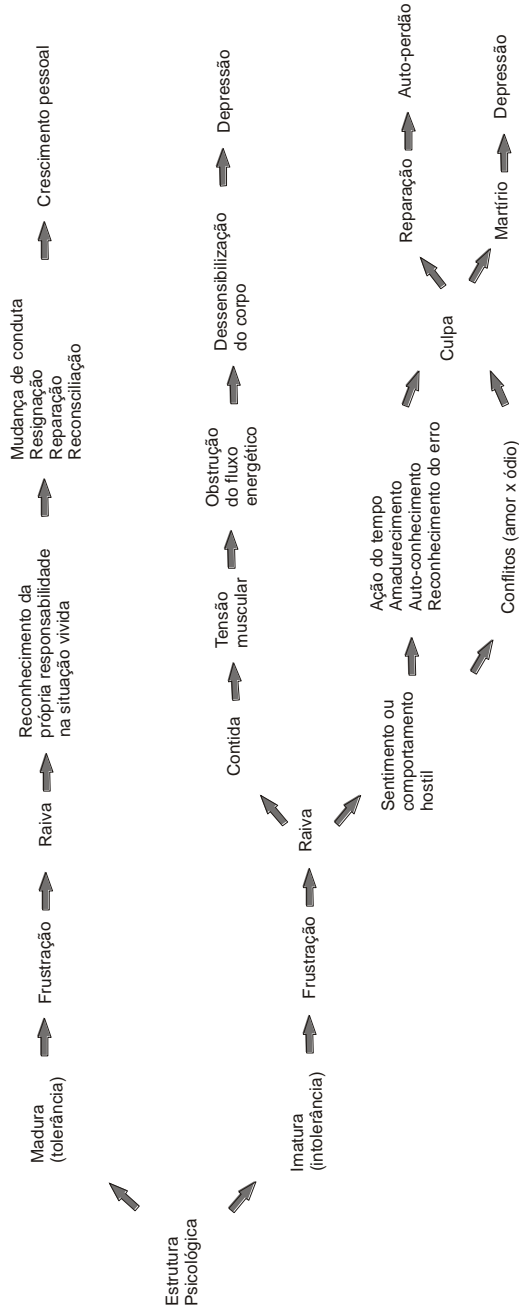 Estrutura
Psicológica
Madura
(tolerância)
Frustração
Raiva
Reconhecimento da
própria responsabilidade
na situação vivida
Mudança de conduta
Resignação
Reparação
Reconsciliação
Crescimento pessoal
Imatura
(intolerância)
Frustração
Raiva
Contida
Tensão
muscular
Obstrução
do fluxo
energético
Dessensibilização
do corpo
Depressão
Sentimento ou
comportamento
hostil
Ação do tempo
Amadurecimento
Auto-conhecimento
Reconhecimento do erro
Conflitos (amor x ódio)
Culpa
Reparação
Auto-perdão
Martírio
Depressão